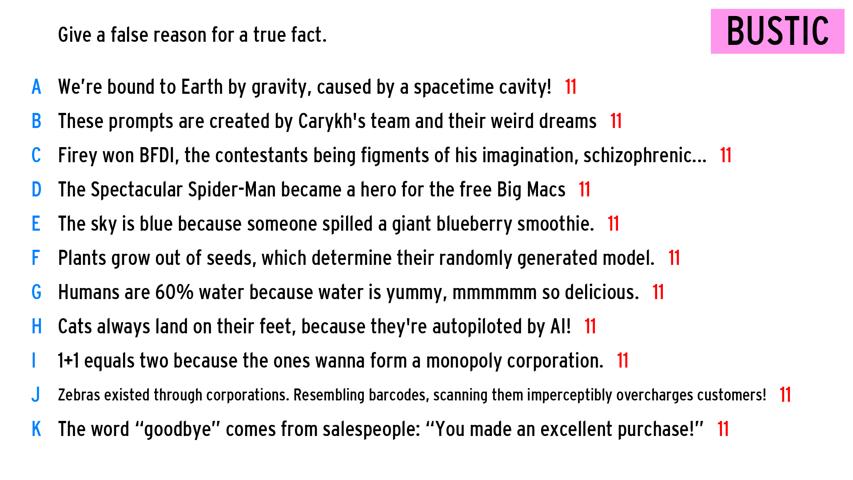 Give a false reason for a true fact.
BUSTIC
A We're bound to Earth by gravity, caused by a spacetime cavity! 11
B These prompts are created by Carykh's team and their weird dreams 11
C Firey won BFDI, the contestants being figments of his imagination, schizophrenic... 11
D The Spectacular Spider-Man became a hero for the free Big Macs 11
E The sky is blue because someone spilled a giant blueberry smoothie. 11
F Plants grow out of seeds, which determine their randomly generated model. 11
G Humans are 60% water because water is yummy, mmmmmm so delicious. 11
H Cats always land on their feet, because they're autopiloted by AI! 11
I 1+1 equals two because the ones wanna form a monopoly corporation. 11
J Zebras existed through corporations. Resembling barcodes, scanning them imperceptibly overcharges customers! 11
K The word “goodbye” comes from salespeople: “You made an excellent purchase!” 11